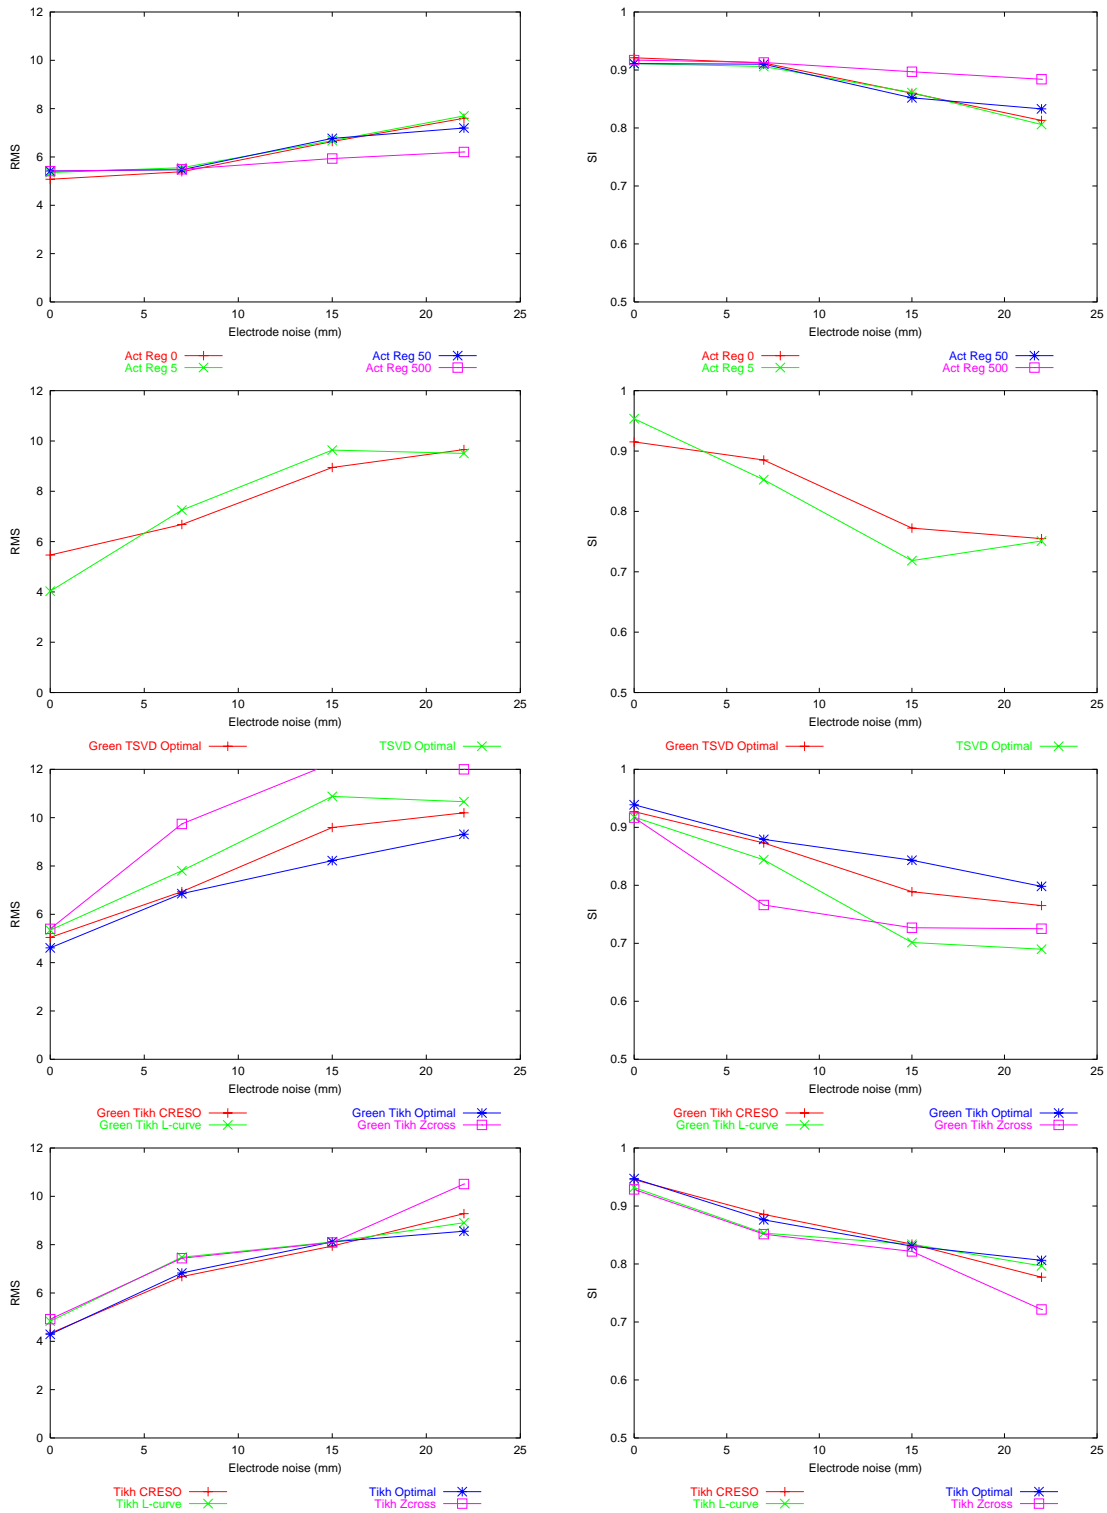 12
10
8
6
4
2
0
RMS
0 5 10 15 20 25
Electrode noise (mm)
Act Reg 0
Act Reg 5
Act Reg 50
Act Reg 500
1
0.9
0.8
0.7
0.6
0.5
SI
0 5 10 15 20 25
Electrode noise (mm)
Act Reg 0
Act Reg 5
Act Reg 50
Act Reg 500
12
10
8
6
4
2
0
RMS
0 5 10 15 20 25
Electrode noise (mm)
Green TSVD Optimal
TSVD Optimal
1
0.9
0.8
0.7
0.6
0.5
SI
0 5 10 15 20 25
Electrode noise (mm)
Green TSVD Optimal
TSVD Optimal
12
10
8
6
4
2
0
RMS
0 5 10 15 20 25
Electrode noise (mm)
Green Tikh CRESO
Green Tikh L-curve
Green Tikh Optimal
Green Tikh Zcross
1
0.9
0.8
0.7
0.6
0.5
SI
0 5 10 15 20 25
Electrode noise (mm)
Green Tikh CRESO
Green Tikh L-curve
Green Tikh Optimal
Green Tikh Zcross
12
10
8
6
4
2
0
RMS
0 5 10 15 20 25
Electrode noise (mm)
Tikh CRESO
Tikh L-curve
Tikh Optimal
Tikh Zcross
1
0.9
0.8
0.7
0.6
0.5
SI
0 5 10 15 20 25
Electrode noise (mm)
Tikh CRESO
Tikh L-curve
Tikh Optimal
Tikh Zcross